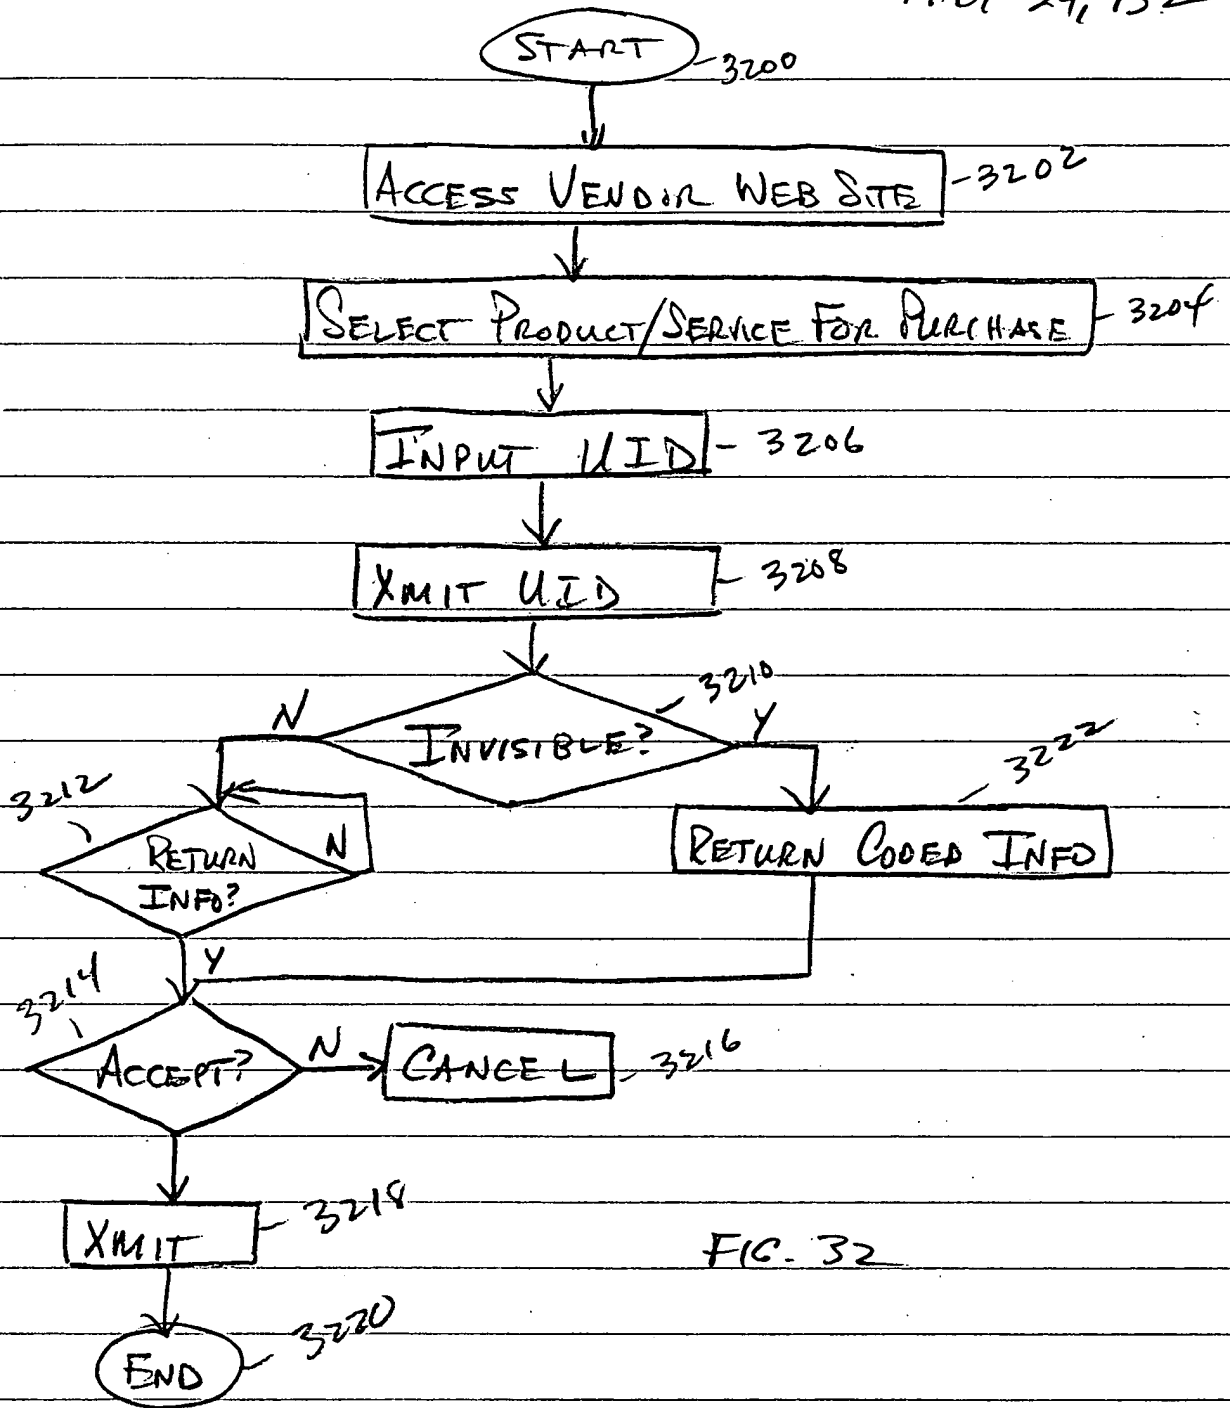 START
3200
ACCESS VENDOR WEB SITE
3202
SELECT PRODUCT/SERVICE FOR PURCHASE
3204
INPUT UID
3206
XMIT UID
3208
INVISIBLE?
3210
N
Y
3212
3222
RETURN
INFO?
N
RETURN CODED INFO
Y
3214
ACCEPT?
N
CANCEL
3216
XMIT
3218
FIG. 32
END
3220